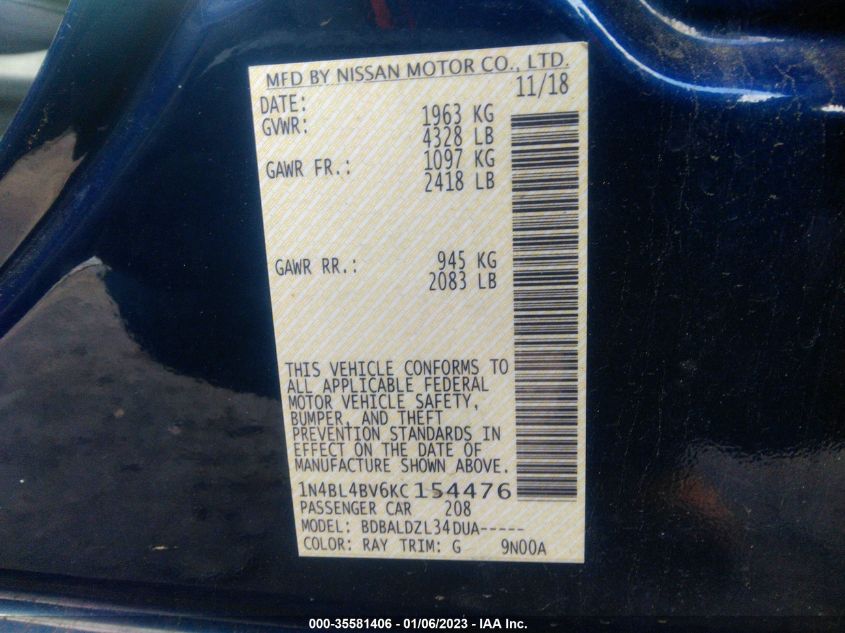 MFD BY NISSAN MOTOR CO., LTD.
DATE: 11/18
GVWR: 1963 KG
4328 LB
GAWR FR.: 1097 KG
2418 LB
GAWR RR.: 945 KG
2083 LB
THIS VEHICLE CONFORMS TO
ALL APPLICABLE FEDERAL
MOTOR VEHICLE SAFETY,
BUMPER, AND THEFT
PREVENTION STANDARDS IN
EFFECT ON THE DATE OF
MANUFACTURE SHOWN ABOVE.
1N4BL4BV6KC154476
PASSENGER CAR 208
MODEL: BDBALDZL34DUA-----
COLOR: RAY TRIM: G 9N00A
000-35581406 - 01/06/2023 - IAA Inc.